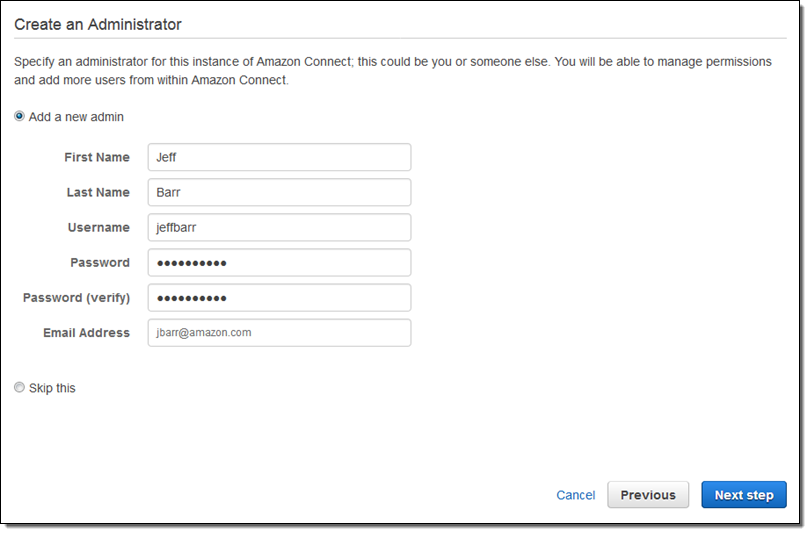 Create an Administrator
Specify an administrator for this instance of Amazon Connect; this could be you or someone else. You will be able to manage permissions
and add more users from within Amazon Connect.
Add a new admin
First Name Jeff
Last Name Barr
Username jeffbarr
Password ●●●●●●●●●●
Password (verify) ●●●●●●●●●●
Email Address jbarr@amazon.com
Skip this
Cancel Previous Next step